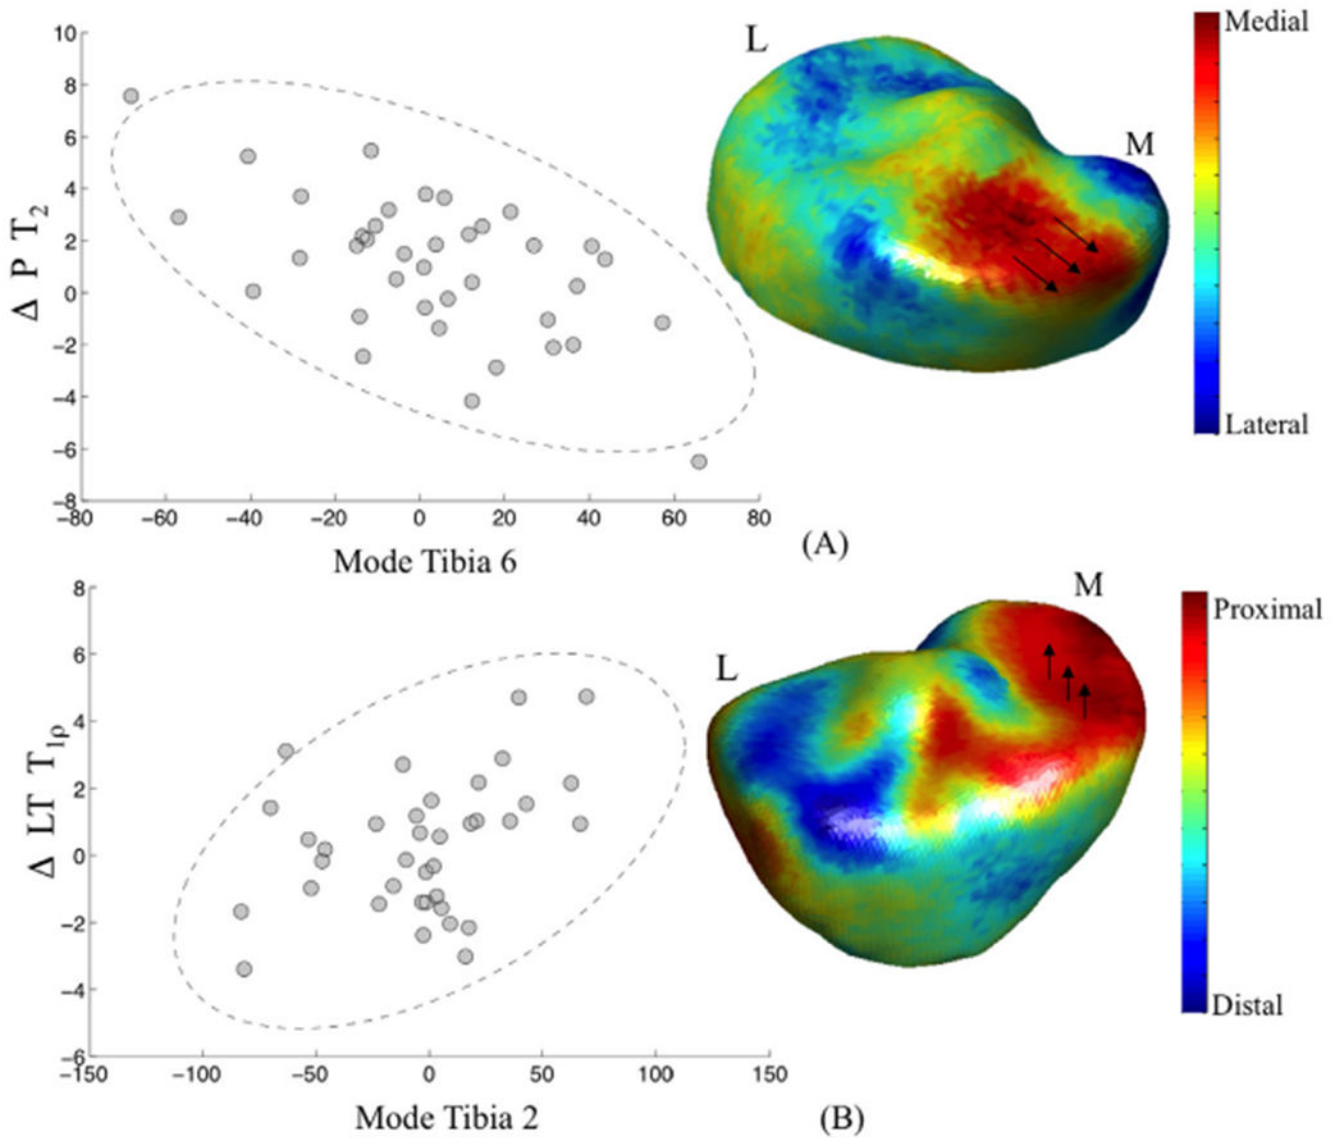 10
8
6
4
2
0
−2
−4
−6
−8
Δ P T2
−80 −60 −40 −20 0 20 40 60 80
Mode Tibia 6
L
M
Medial
Lateral
(A)
8
6
4
2
0
−2
−4
−6
Δ LT T1ρ
−150 −100 −50 0 50 100 150
Mode Tibia 2
L
M
Proximal
Distal
(B)